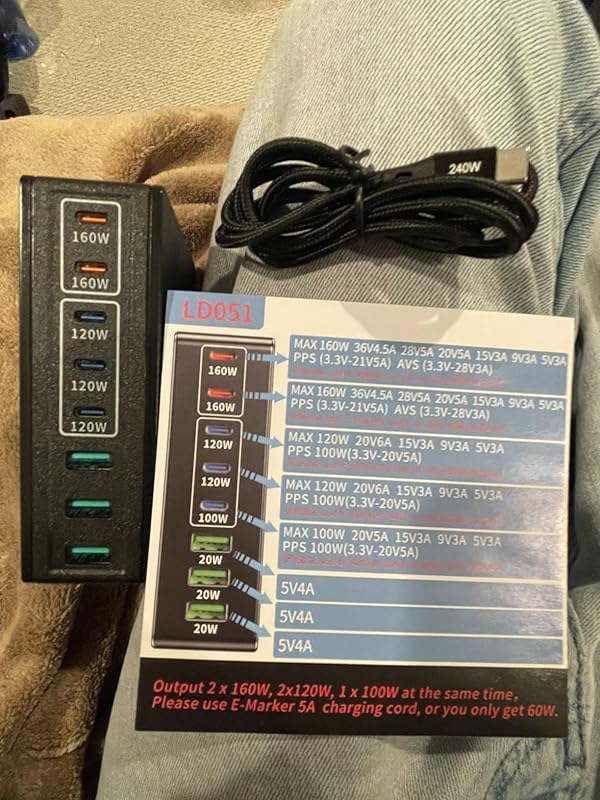 160W
160W
120W
120W
120W
240W
LD051
160W
160W
120W
120W
100W
20W
20W
20W
MAX 160W 36V4.5A 28V5A 20V5A 15V3A 9V3A 5V3A
PPS (3.3V-21V5A) AVS (3.3V-28V3A)
MAX 160W 36V4.5A 28V5A 20V5A 15V3A 9V3A 5V3A
PPS (3.3V-21V5A) AVS (3.3V-28V3A)
MAX 120W 20V6A 15V3A 9V3A 5V3A
PPS 100W(3.3V-20V5A)
MAX 120W 20V6A 15V3A 9V3A 5V3A
PPS 100W(3.3V-20V5A)
MAX 100W 20V5A 15V3A 9V3A 5V3A
PPS 100W(3.3V-20V5A)
5V4A
5V4A
5V4A
Output 2 x 160W, 2x120W, 1 x 100W at the same time,
Please use E-Marker 5A charging cord, or you only get 60W.